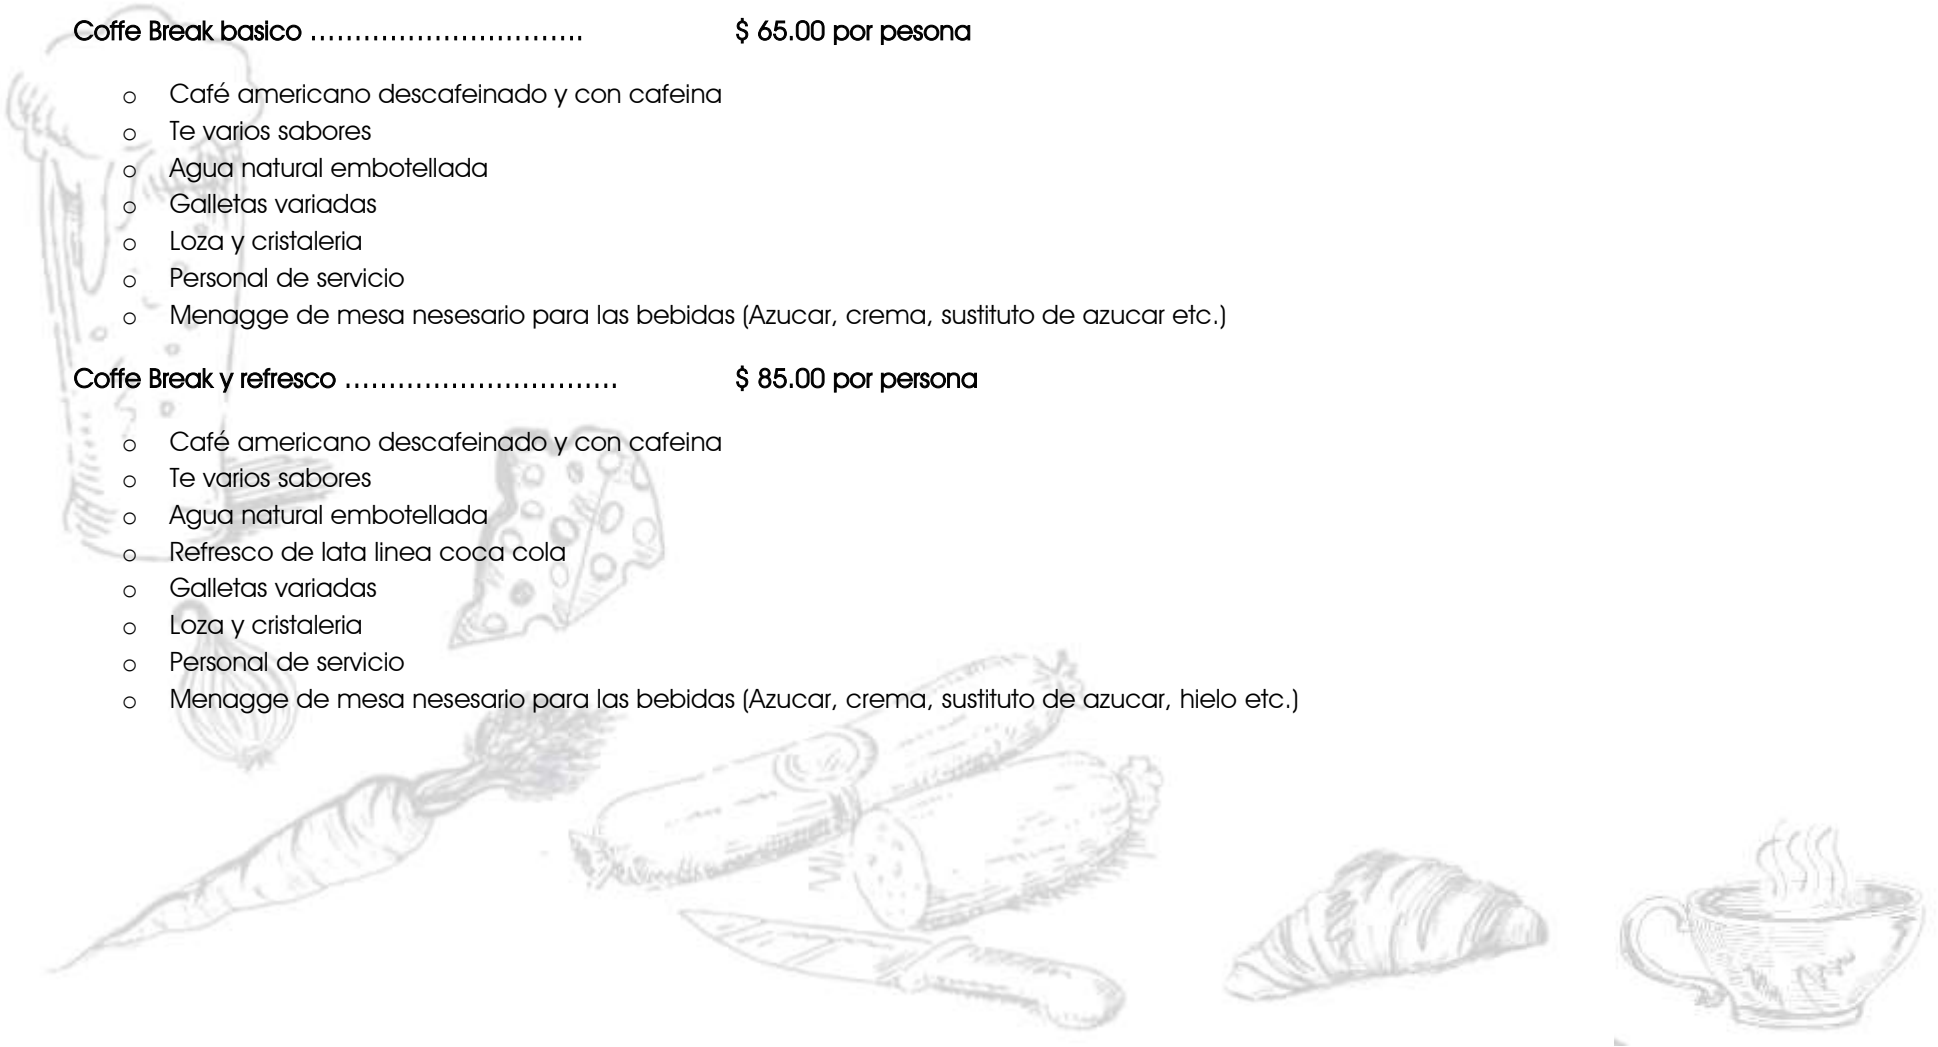 Coffe Break basico ................................ $ 65.00 por pesona
o Café americano descafeinado y con cafeina
o Te varios sabores
o Agua natural embotellada
o Galletas variadas
o Loza y cristaleria
o Personal de servicio
o Menagge de mesa nesesario para las bebidas (Azucar, crema, sustituto de azucar etc.)
Coffe Break y refresco ................................ $ 85.00 por persona
o Café americano descafeinado y con cafeina
o Te varios sabores
o Agua natural embotellada
o Refresco de lata linea coca cola
o Galletas variadas
o Loza y cristaleria
o Personal de servicio
o Menagge de mesa nesesario para las bebidas (Azucar, crema, sustituto de azucar, hielo etc.)